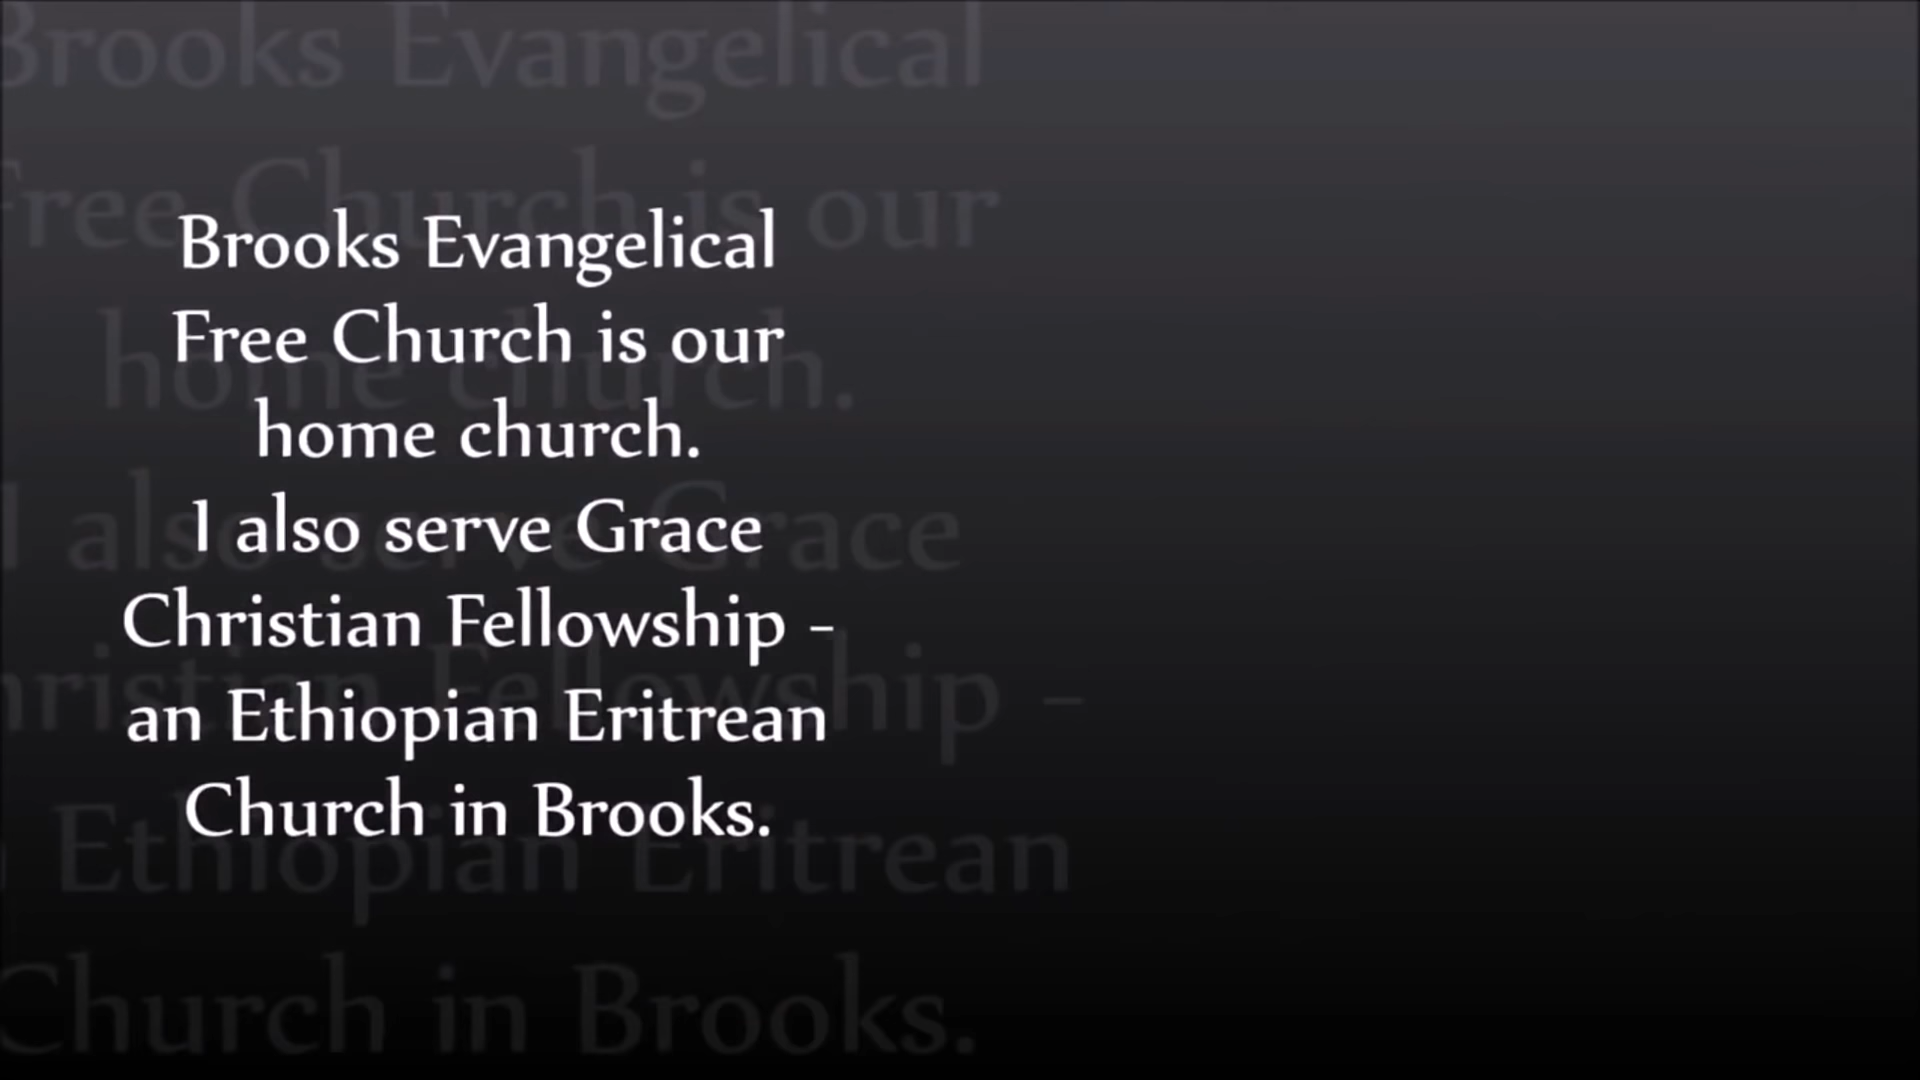 Brooks Evangelical
Free Church is our
home church.
I also serve Grace
Christian Fellowship -
an Ethiopian Eritrean
Church in Brooks.